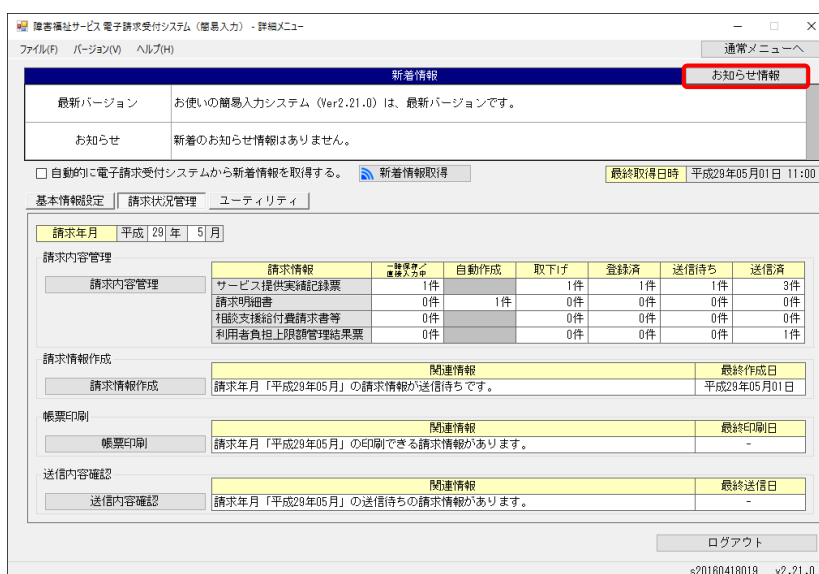 障害福祉サービス 電子請求受付システム（簡易入力） - 詳細メニュー
ファイル(F) バージョン(V) ヘルプ(H) 通常メニューへ
新着情報 お知らせ情報
最新バージョン お使いの簡易入力システム（Ver2.21.0）は、最新バージョンです。
お知らせ 新着のお知らせ情報はありません。
自動的に電子請求受付システムから新着情報を取得する。 新着情報取得 最終取得日時 平成29年05月01日 11:00
基本情報設定 請求状況管理 ユーティリティ
請求年月 平成 29 年 5 月
請求内容管理
請求情報 一時保存／直接入力中 自動作成 取下げ 登録済 送信待ち 送信済
請求内容管理 サービス提供実績記録票 1件 1件 1件 1件 3件
請求明細書 0件 1件 0件 0件 0件 0件
相談支援給付費請求書等 0件 0件 0件 0件 0件
利用者負担上限額管理結果票 0件 0件 0件 0件 1件
請求情報作成
関連情報 最終作成日
請求情報作成 請求年月「平成29年05月」の請求情報が送信待ちです。 平成29年05月01日
帳票印刷
関連情報 最終印刷日
帳票印刷 請求年月「平成29年05月」の印刷できる請求情報があります。 -
送信内容確認
関連情報 最終送信日
送信内容確認 請求年月「平成29年05月」の送信待ちの請求情報があります。 -
ログアウト
s20160418019 v2.21.0